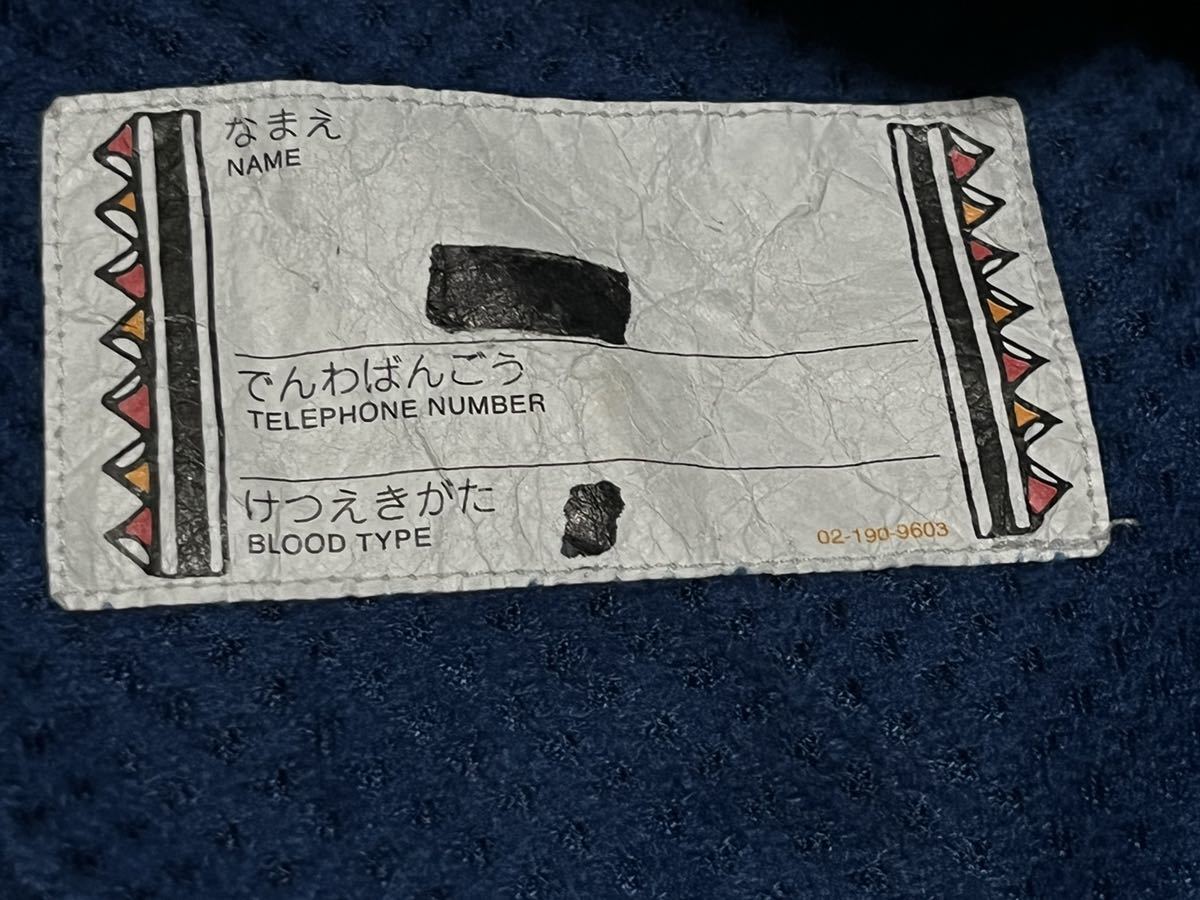 なまえ
NAME
でんわばんごう
TELEPHONE NUMBER
けつえきがた
BLOOD TYPE
02-190-9603